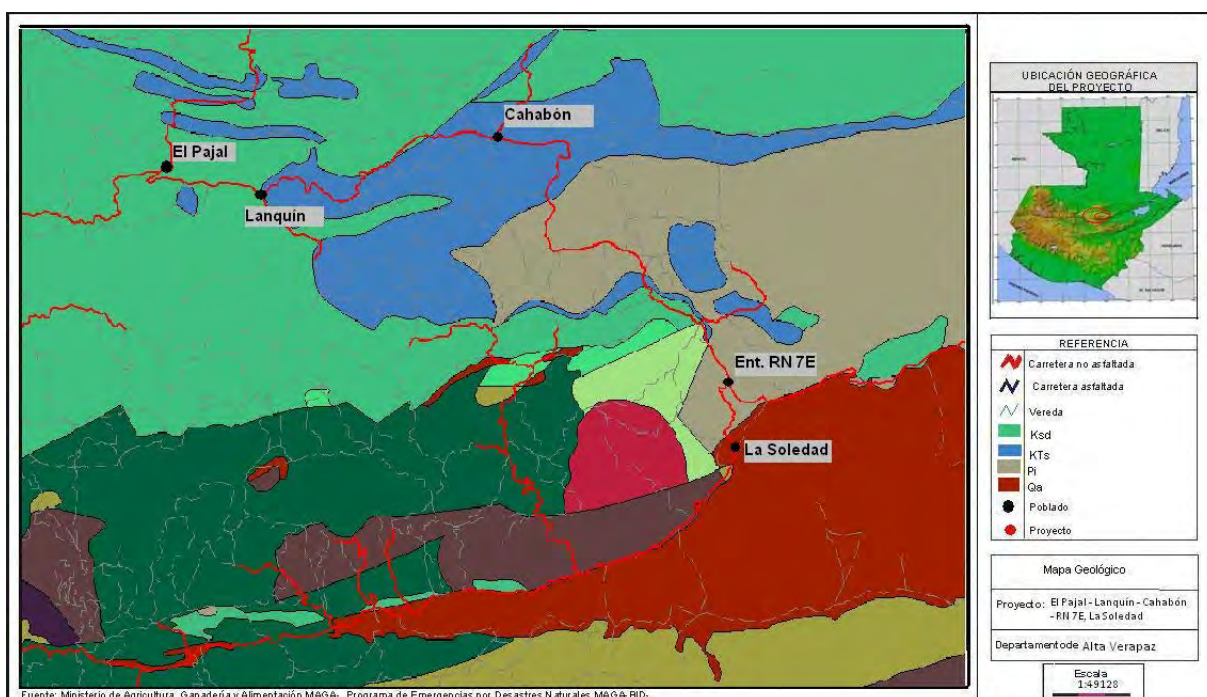 Cahabón
El Pajal
Lanquín
Ent. RN 7E
La Soledad
Fuente: Ministerio de Agricultura, Ganadería y Alimentación MAGA-, Programa de Emergencias por Desastres Naturales MAGA-BID-
UBICACIÓN GEOGRÁFICA
DEL PROYECTO
REFERENCIA
Carretera no asfaltada
Carretera asfaltada
Vereda
Ksd
KTs
Pi
Qa
Poblado
Proyecto
Mapa Geológico
Proyecto: El Pajal - Lanquín - Cahabón
- RN 7E, La Soledad
Departamento de Alta Verapaz
Escala
1:49128